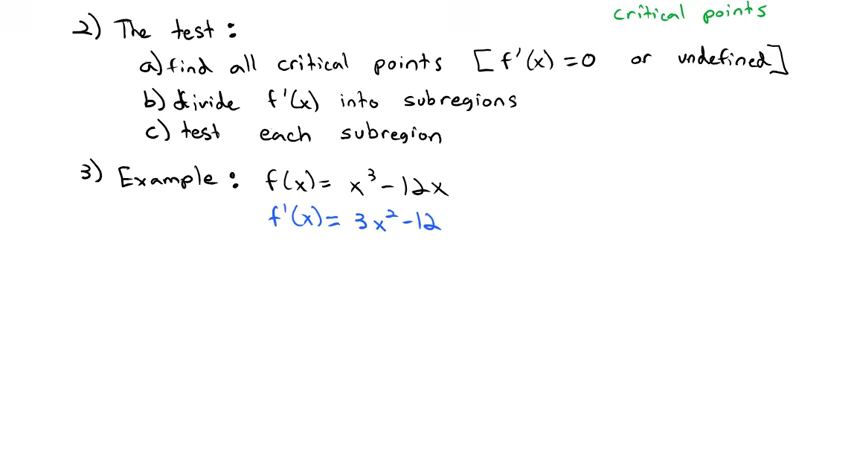 critical points
2) The test:
a) find all critical points [f'(x) = 0 or undefined]
b) divide f'(x) into subregions
c) test each subregion
3) Example: f(x) = x³ - 12x
f'(x) = 3x² - 12